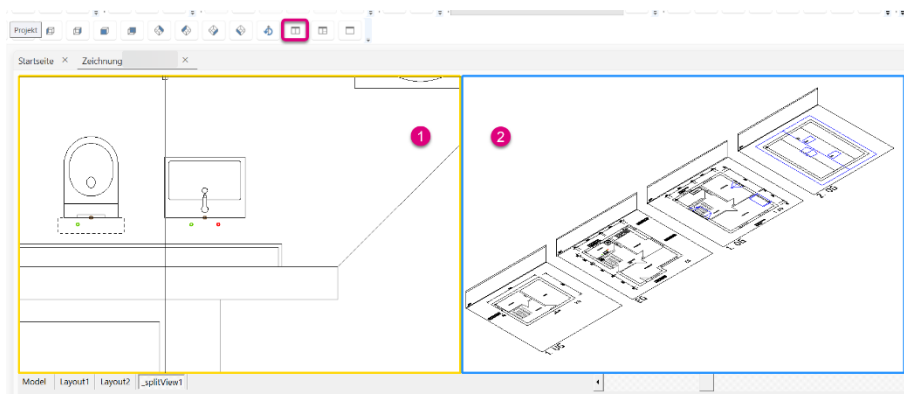 Projekt
Startseite × Zeichnung ×
1
2
Model Layout1 Layout2 _splitView1